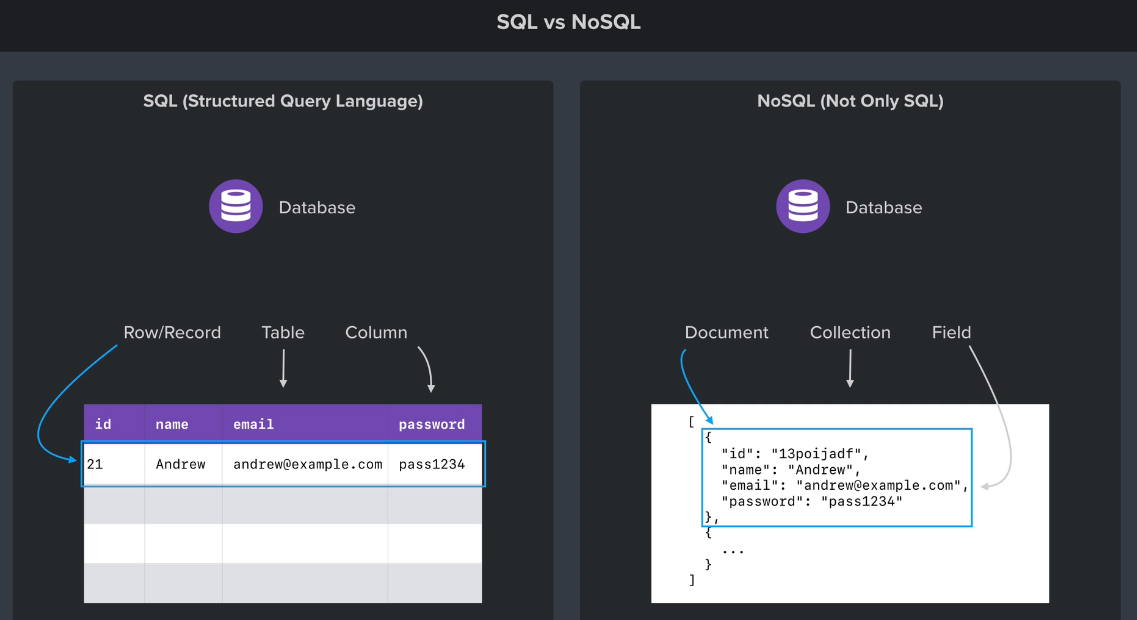 SQL vs NoSQL
SQL (Structured Query Language)
Database
Row/Record Table Column
id name email password
21 Andrew andrew@example.com pass1234
NoSQL (Not Only SQL)
Database
Document Collection Field
[
{
"id": "13poijadf",
"name": "Andrew",
"email": "andrew@example.com",
"password": "pass1234"
},
{
...
}
]